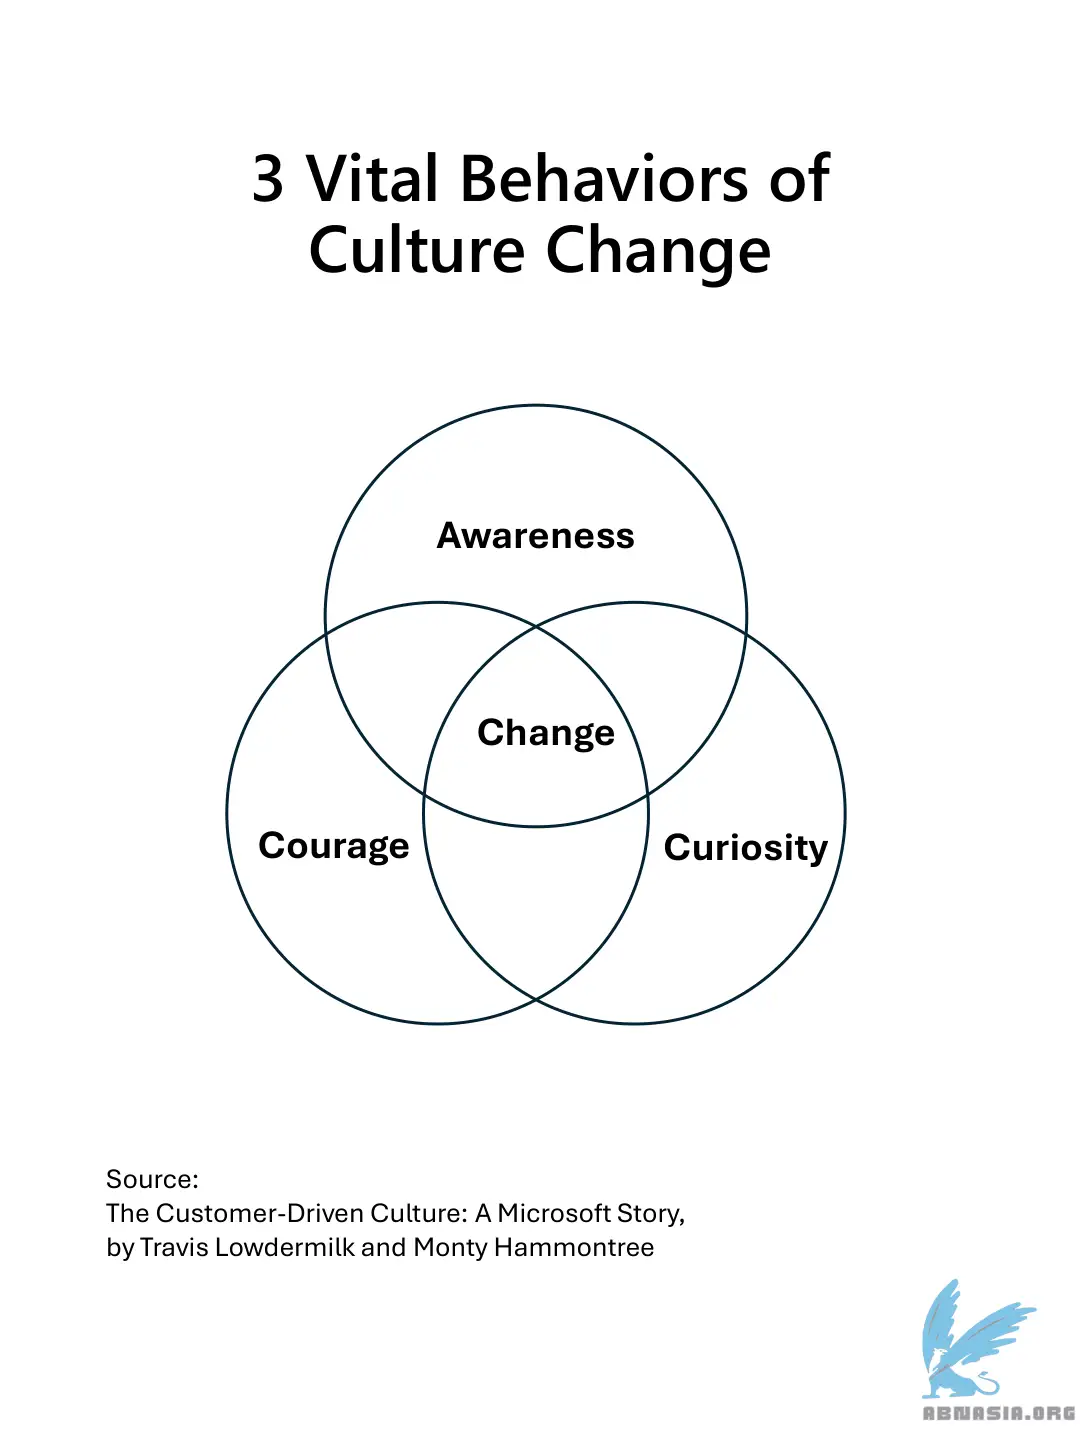 3 Vital Behaviors of
Culture Change
Awareness
Change
Courage
Curiosity
Source:
The Customer-Driven Culture: A Microsoft Story,
by Travis Lowdermilk and Monty Hammontree
ABNASIA.ORG